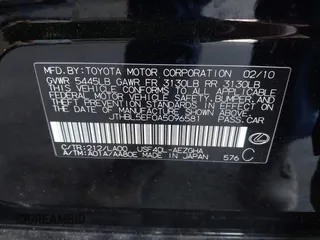 MFD.BY:TOYOTA MOTOR CORPORATION 02/10
GVWR 5445LB GAWR FR 3130LB RR 3130LB
THIS VEHICLE CONFORMS TO ALL APPLICABLE
FEDERAL MOTOR VEHICLE SAFETY, BUMPER, AND
THEFT PREVENTION STANDARDS IN EFFECT ON THE
DATE OF MANUFACTURE SHOWN ABOVE.
JTHBL5EF0A5096581
C/TR:212/LA00 USF40L-AEZGHA
A/TM:A01A/AA80E MADE IN JAPAN 576 C
DREAMBID